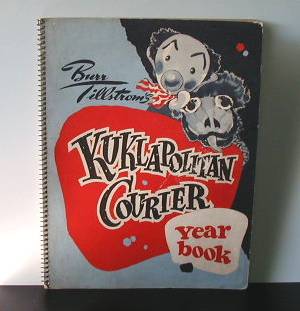 Burr
Tillstrom's
KUKLAPOLITAN
COURIER
year
book